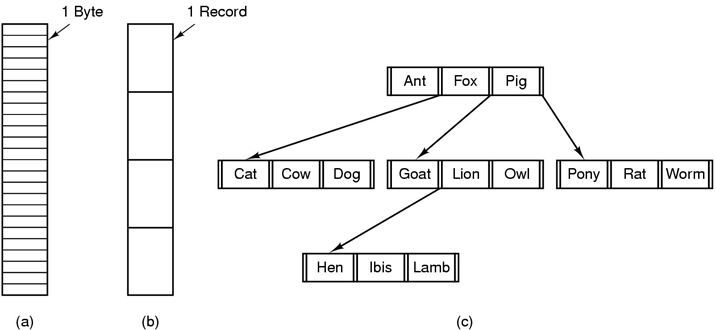 1 Byte
1 Record
Ant Fox Pig
Cat Cow Dog
Goat Lion Owl
Pony Rat Worm
Hen Ibis Lamb
(a)
(b)
(c)